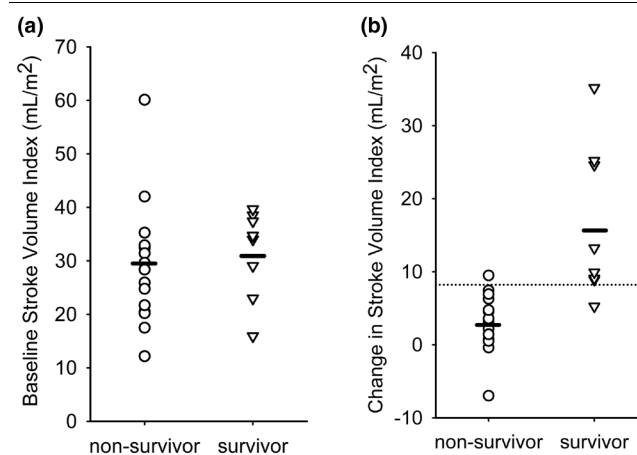 (a)
70
60
50
40
30
20
10
0
Baseline Stroke Volume Index (mL/m²)
non-survivor survivor
(b)
40
30
20
10
0
-10
Change in Stroke Volume Index (mL/m²)
non-survivor survivor